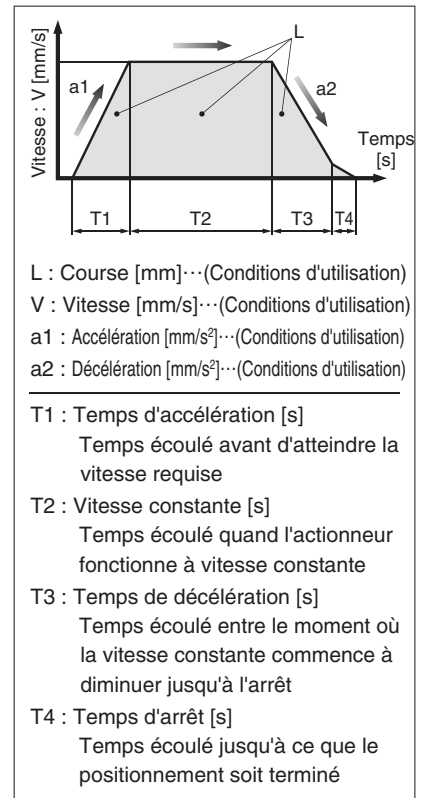 Vitesse : V [mm/s]
L
a1
a2
Temps
[s]
T1 T2 T3 T4
L : Course [mm]···(Conditions d'utilisation)
V : Vitesse [mm/s]···(Conditions d'utilisation)
a1 : Accélération [mm/s²]···(Conditions d'utilisation)
a2 : Décélération [mm/s²]···(Conditions d'utilisation)
T1 : Temps d'accélération [s]
Temps écoulé avant d'atteindre la
vitesse requise
T2 : Vitesse constante [s]
Temps écoulé quand l'actionneur
fonctionne à vitesse constante
T3 : Temps de décélération [s]
Temps écoulé entre le moment où
la vitesse constante commence à
diminuer jusqu'à l'arrêt
T4 : Temps d'arrêt [s]
Temps écoulé jusqu'à ce que le
positionnement soit terminé